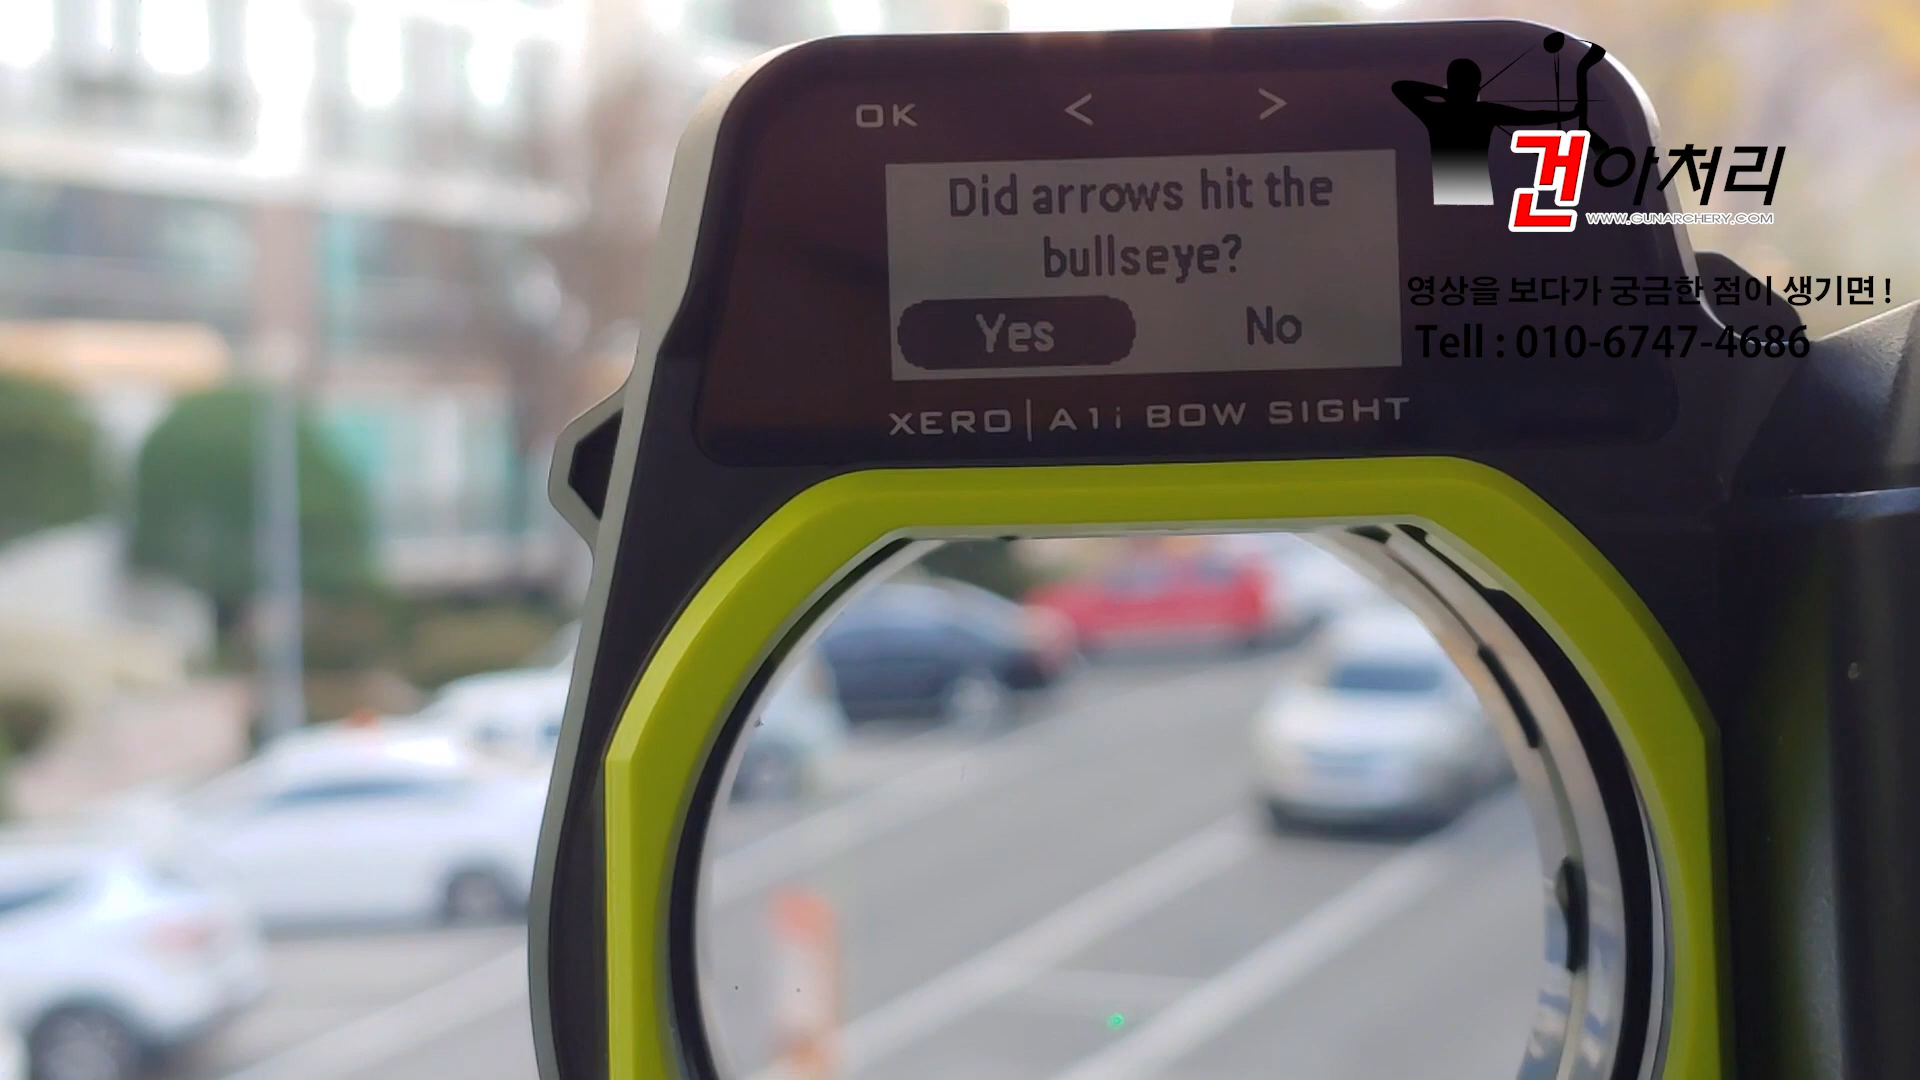 OK < >
Did arrows hit the
bullseye?
Yes No
XERO | A1i BOW SIGHT
건아처리
WWW.GUNARCHERY.COM
영상을 보다가 궁금한 점이 생기면 !
Tell : 010-6747-4686